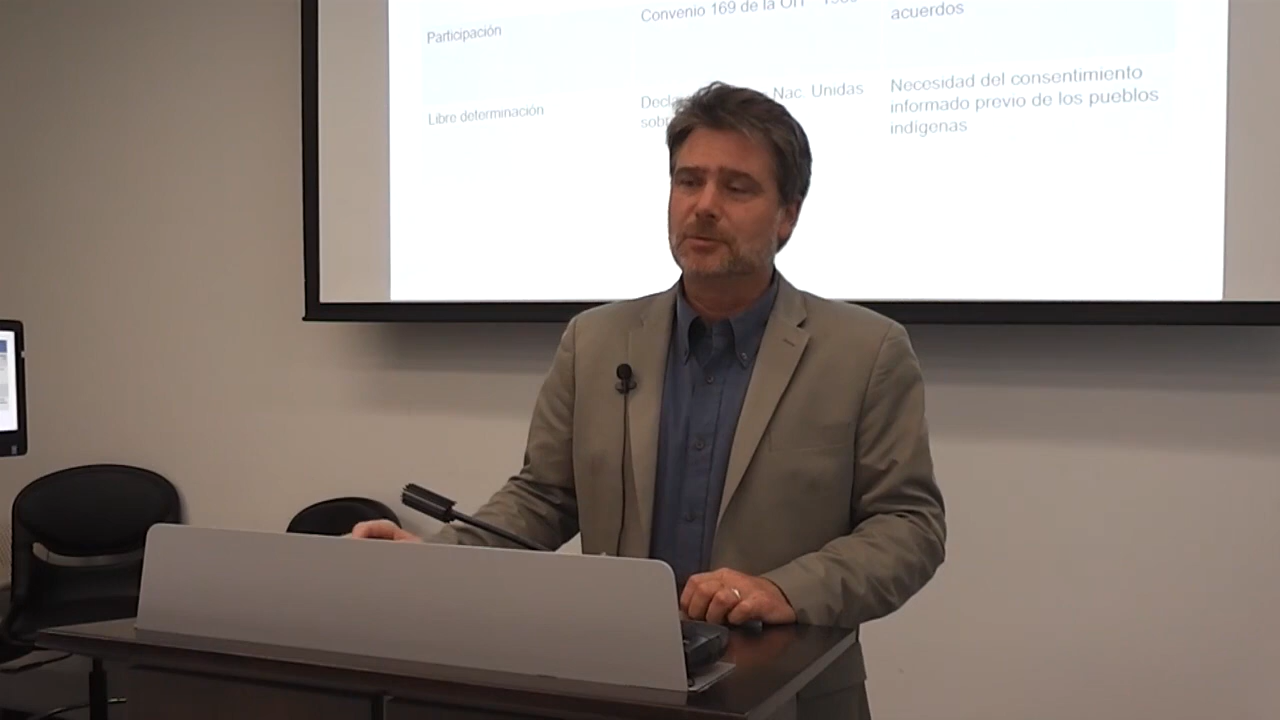 Participación
Convenio 169 de la OIT
acuerdos
Libre determinación
Nac. Unidas
Necesidad del consentimiento
informado previo de los pueblos
indígenas